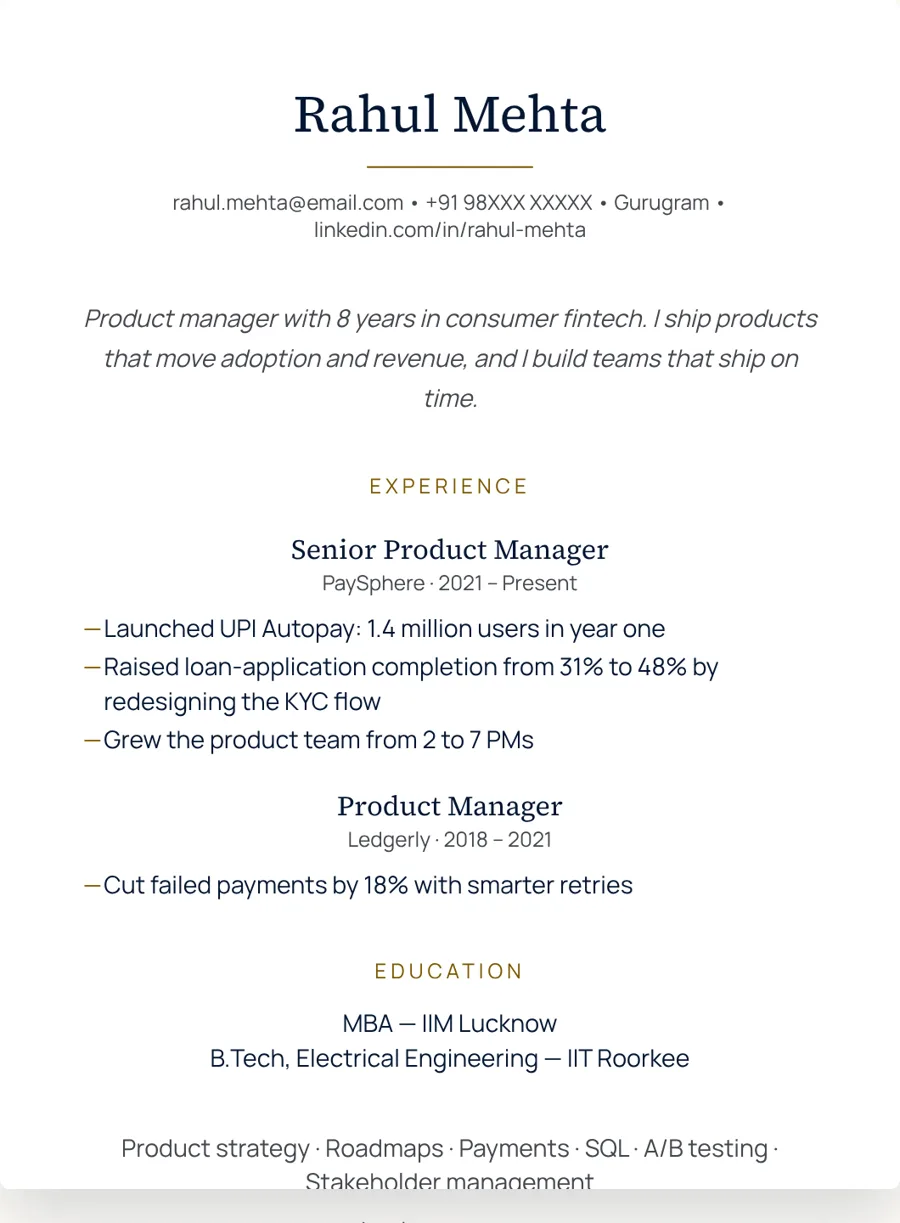 Rahul Mehta
rahul.mehta@email.com • +91 98XXX XXXXX • Gurugram •
linkedin.com/in/rahul-mehta
Product manager with 8 years in consumer fintech. I ship products
that move adoption and revenue, and I build teams that ship on
time.
EXPERIENCE
Senior Product Manager
PaySphere · 2021 – Present
—Launched UPI Autopay: 1.4 million users in year one
—Raised loan-application completion from 31% to 48% by
redesigning the KYC flow
—Grew the product team from 2 to 7 PMs
Product Manager
Ledgerly · 2018 – 2021
—Cut failed payments by 18% with smarter retries
EDUCATION
MBA — IIM Lucknow
B.Tech, Electrical Engineering — IIT Roorkee
Product strategy · Roadmaps · Payments · SQL · A/B testing ·
Stakeholder management